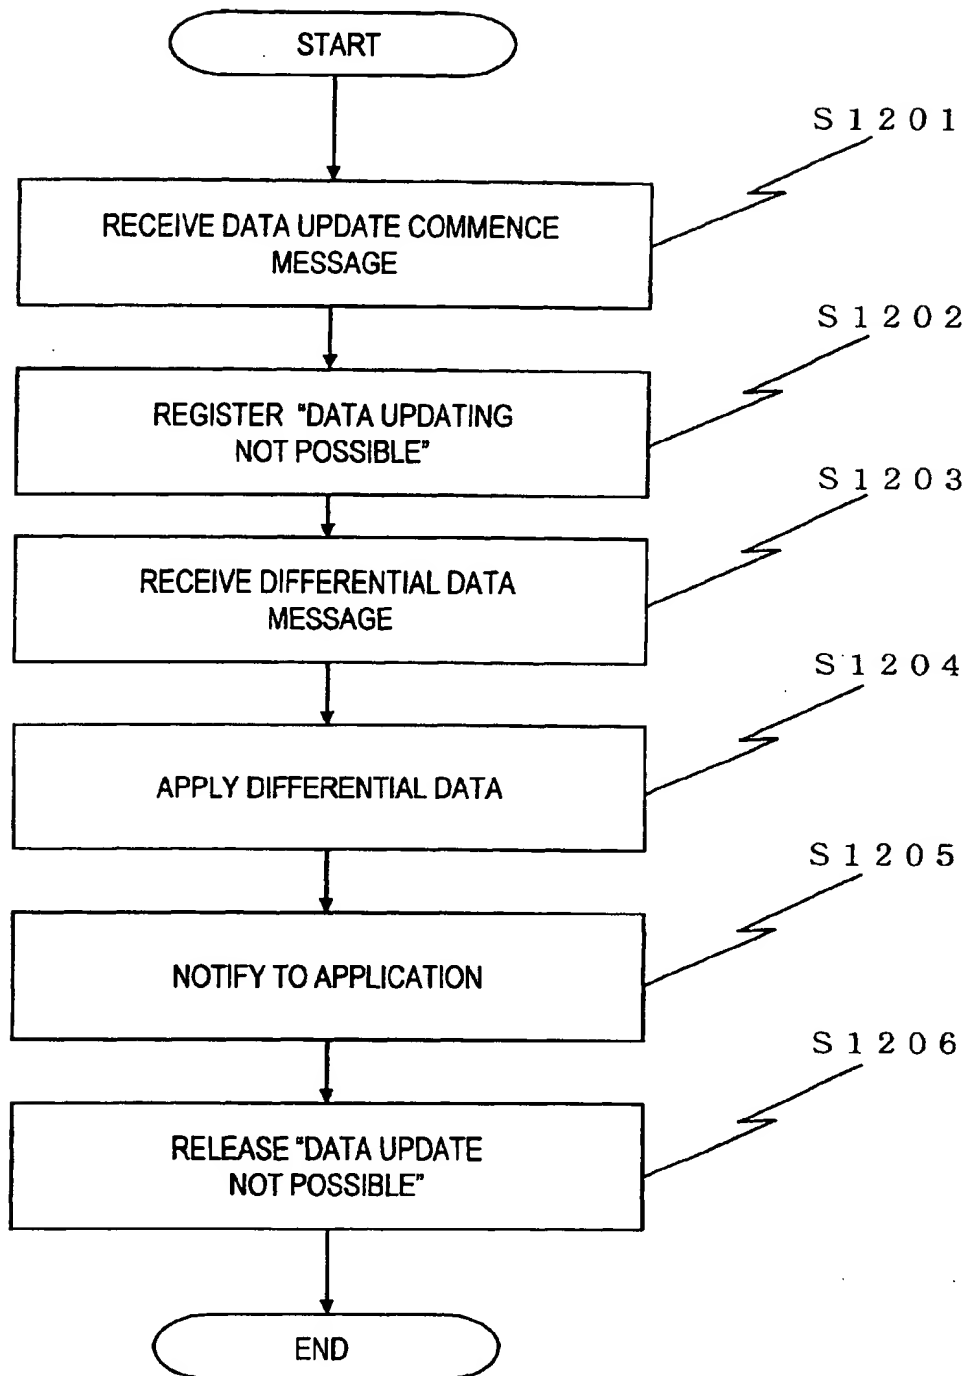 START
S1201
RECEIVE DATA UPDATE COMMENCE
MESSAGE
S1202
REGISTER "DATA UPDATING
NOT POSSIBLE"
S1203
RECEIVE DIFFERENTIAL DATA
MESSAGE
S1204
APPLY DIFFERENTIAL DATA
S1205
NOTIFY TO APPLICATION
S1206
RELEASE "DATA UPDATE
NOT POSSIBLE"
END